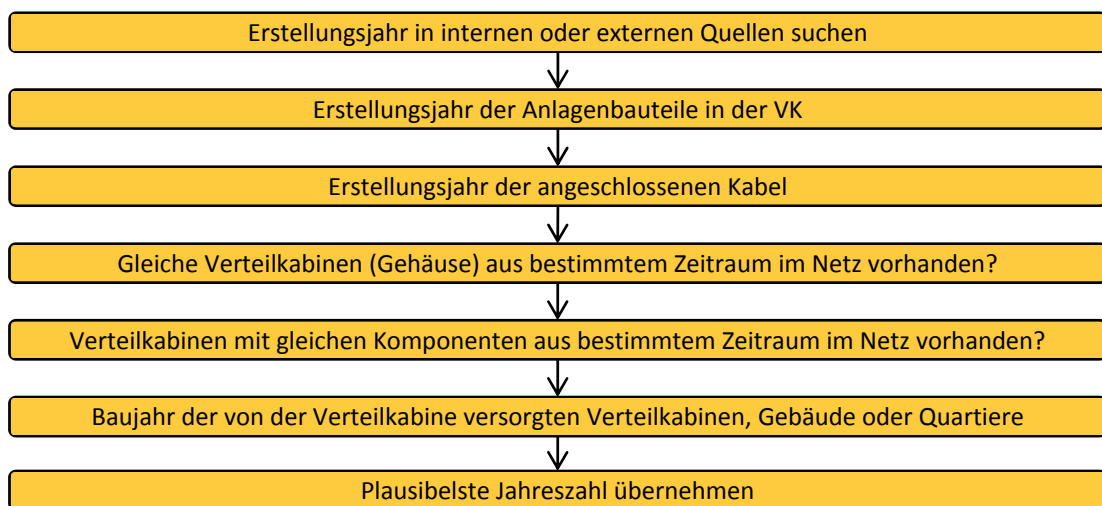 Erstellungsjahr in internen oder externen Quellen suchen
Erstellungsjahr der Anlagenbauteile in der VK
Erstellungsjahr der angeschlossenen Kabel
Gleiche Verteilkabinen (Gehäuse) aus bestimmtem Zeitraum im Netz vorhanden?
Verteilkabinen mit gleichen Komponenten aus bestimmtem Zeitraum im Netz vorhanden?
Baujahr der von der Verteilkabine versorgten Verteilkabinen, Gebäude oder Quartiere
Plausibelste Jahreszahl übernehmen